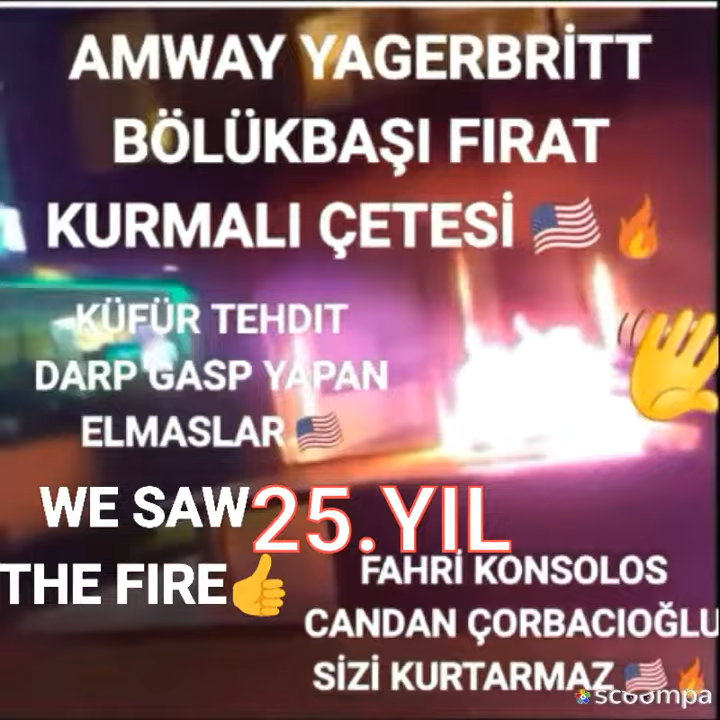 AMWAY YAGERBRİTT
BÖLÜKBAŞI FIRAT
KURMALI ÇETESİ 🇺🇸 🔥
KÜFÜR TEHDIT
DARP GASP YAPAN
ELMASLAR 🇺🇸
WE SAW
25.YIL
THE FIRE👍
FAHRİ KONSOLOS
CANDAN ÇORBACIOĞLU
SİZİ KURTARMAZ 🇺🇸 🔥
scoompa